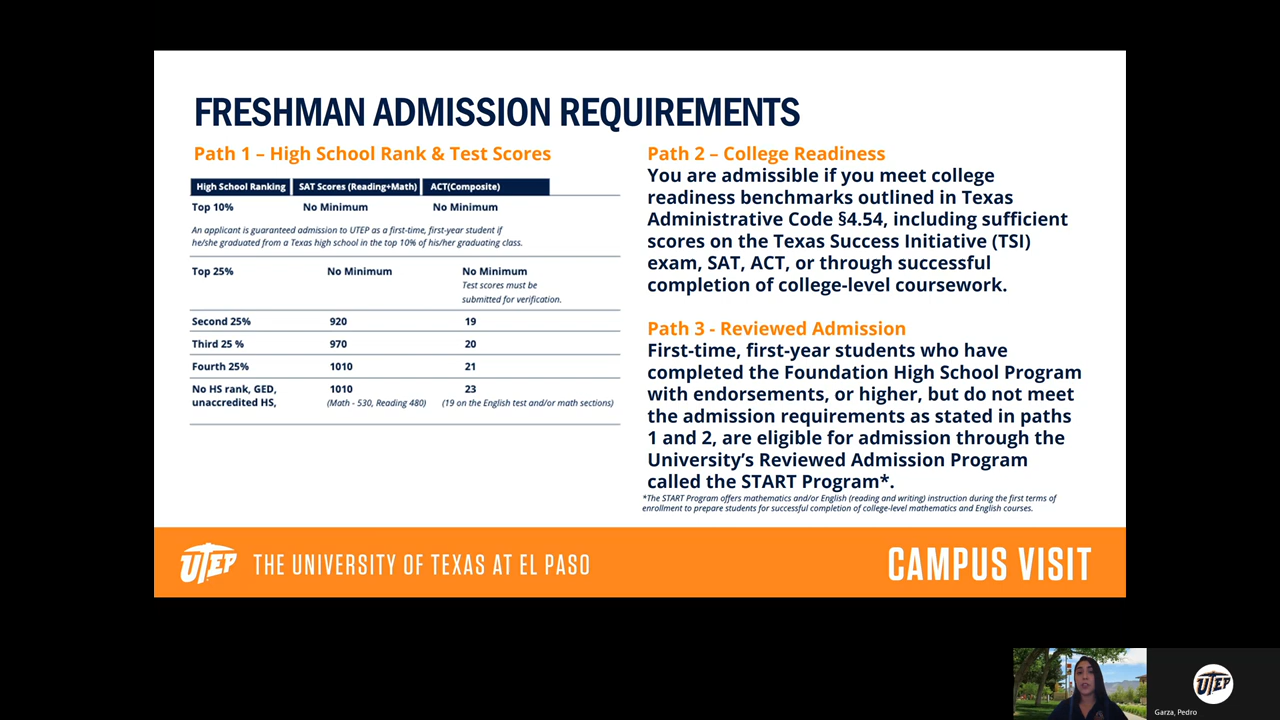 FRESHMAN ADMISSION REQUIREMENTS
Path 1 – High School Rank & Test Scores
High School Ranking SAT Scores (Reading+Math) ACT(Composite)
Top 10% No Minimum No Minimum
An applicant is guaranteed admission to UTEP as a first-time, first-year student if
he/she graduated from a Texas high school in the top 10% of his/her graduating class.
Top 25% No Minimum No Minimum
Test scores must be
submitted for verification.
Second 25% 920 19
Third 25 % 970 20
Fourth 25% 1010 21
No HS rank, GED, 1010 23
unaccredited HS, (Math - 530, Reading 480) (19 on the English test and/or math sections)
Path 2 – College Readiness
You are admissible if you meet college
readiness benchmarks outlined in Texas
Administrative Code §4.54, including sufficient
scores on the Texas Success Initiative (TSI)
exam, SAT, ACT, or through successful
completion of college-level coursework.
Path 3 - Reviewed Admission
First-time, first-year students who have
completed the Foundation High School Program
with endorsements, or higher, but do not meet
the admission requirements as stated in paths
1 and 2, are eligible for admission through the
University’s Reviewed Admission Program
called the START Program*.
*The START Program offers mathematics and/or English (reading and writing) instruction during the first terms of
enrollment to prepare students for successful completion of college-level mathematics and English courses.
UTEP THE UNIVERSITY OF TEXAS AT EL PASO
CAMPUS VISIT
UTEP
Garza, Pedro